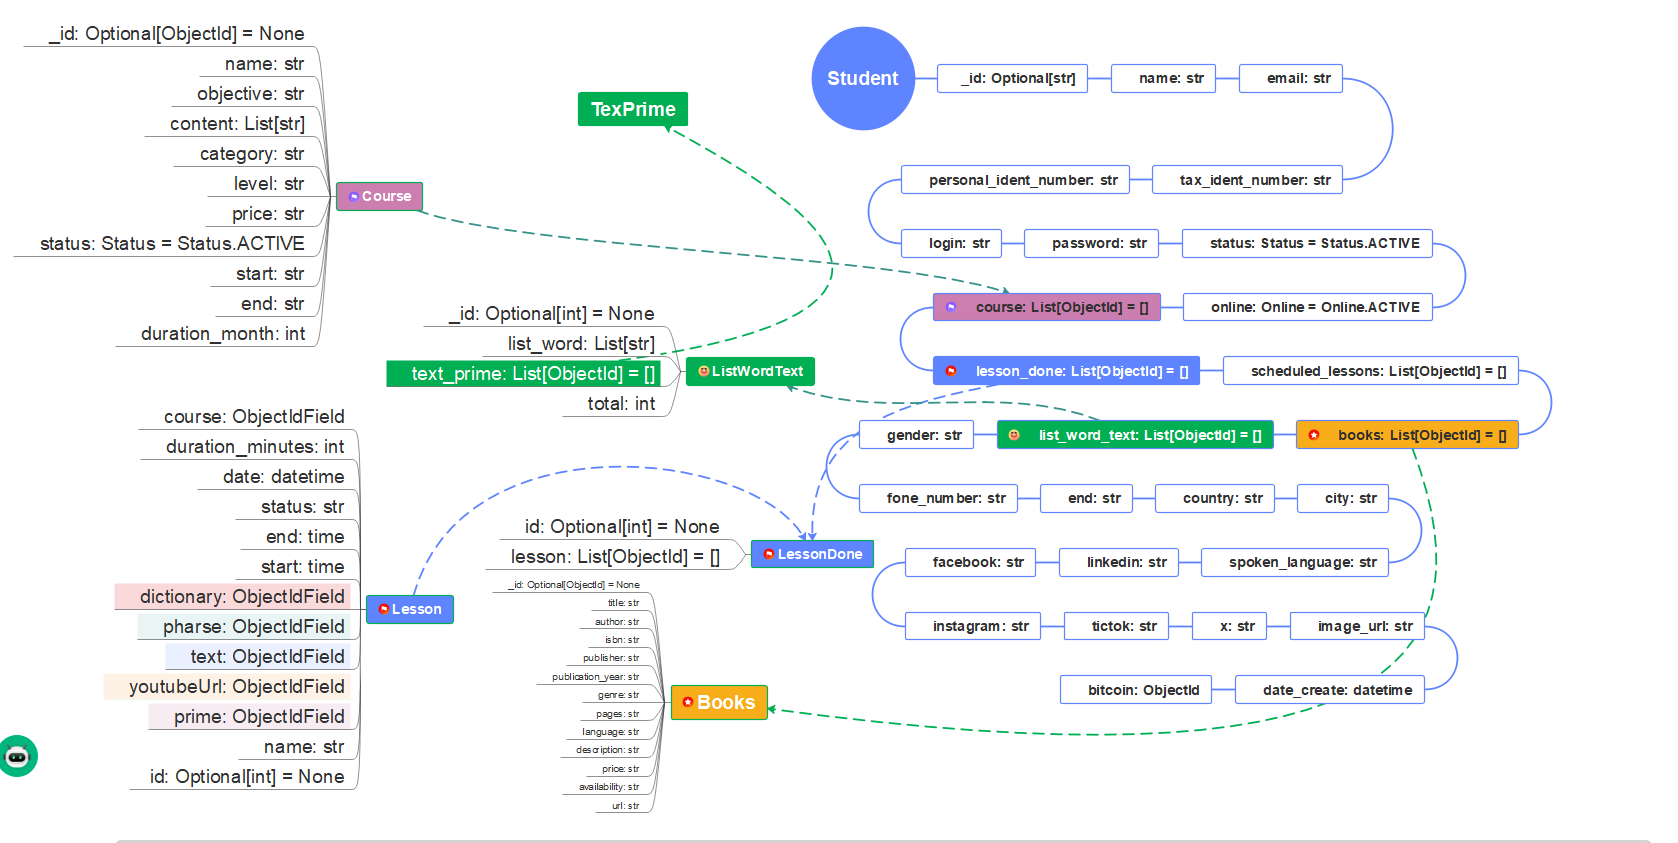 _id: Optional[ObjectId] = None
name: str
objective: str
content: List[str]
category: str
level: str
price: str
status: Status = Status.ACTIVE
start: str
end: str
duration_month: int
Course
TexPrime
_id: Optional[int] = None
list_word: List[str]
text_prime: List[ObjectId] = []
total: int
ListWordText
course: ObjectIdField
duration_minutes: int
date: datetime
status: str
end: time
start: time
dictionary: ObjectIdField
pharse: ObjectIdField
text: ObjectIdField
youtubeUrl: ObjectIdField
prime: ObjectIdField
name: str
id: Optional[int] = None
Lesson
id: Optional[int] = None
lesson: List[ObjectId] = []
LessonDone
_id: Optional[ObjectId] = None
title: str
author: str
isbn: str
publisher: str
publication_year: str
genre: str
pages: str
language: str
description: str
price: str
availability: str
url: str
Books
Student
_id: Optional[str]
name: str
email: str
personal_ident_number: str
tax_ident_number: str
login: str
password: str
status: Status = Status.ACTIVE
course: List[ObjectId] = []
online: Online = Online.ACTIVE
lesson_done: List[ObjectId] = []
scheduled_lessons: List[ObjectId] = []
gender: str
list_word_text: List[ObjectId] = []
books: List[ObjectId] = []
fone_number: str
end: str
country: str
city: str
facebook: str
linkedin: str
spoken_language: str
instagram: str
tictok: str
x: str
image_url: str
bitcoin: ObjectId
date_create: datetime